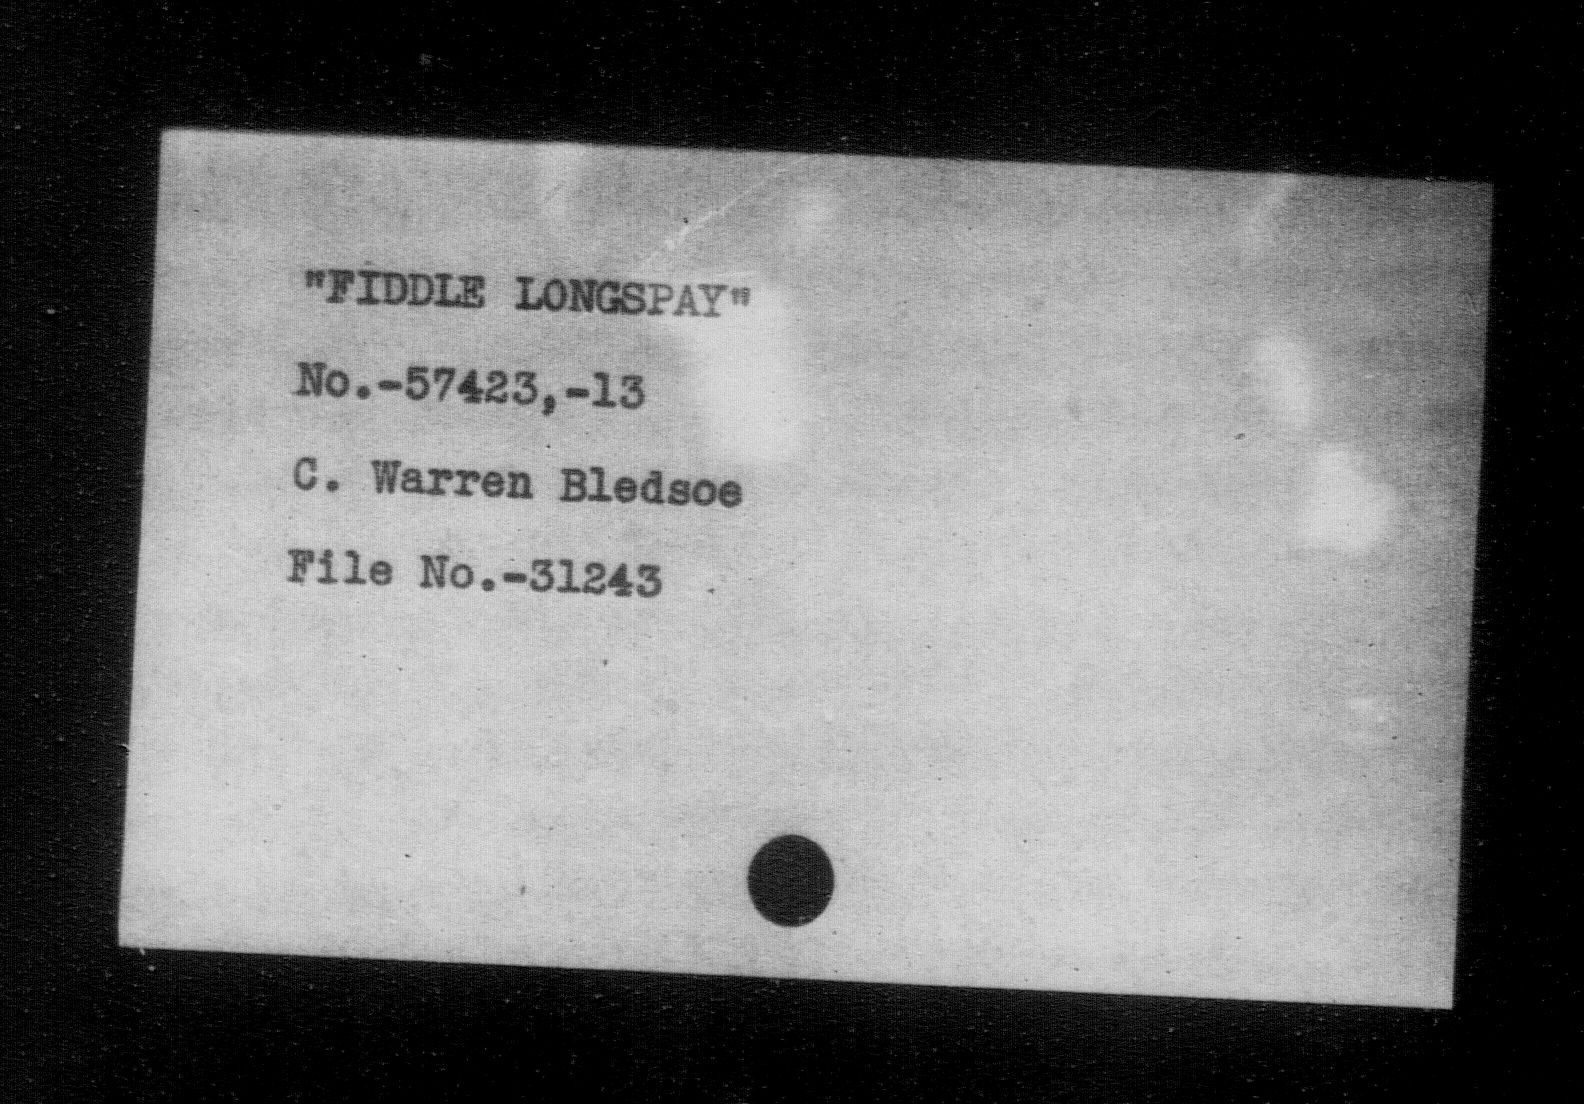 "FIDDLE LONGSPAY"
No.-57423,-13
C. Warren Bledsoe
File No.-31243